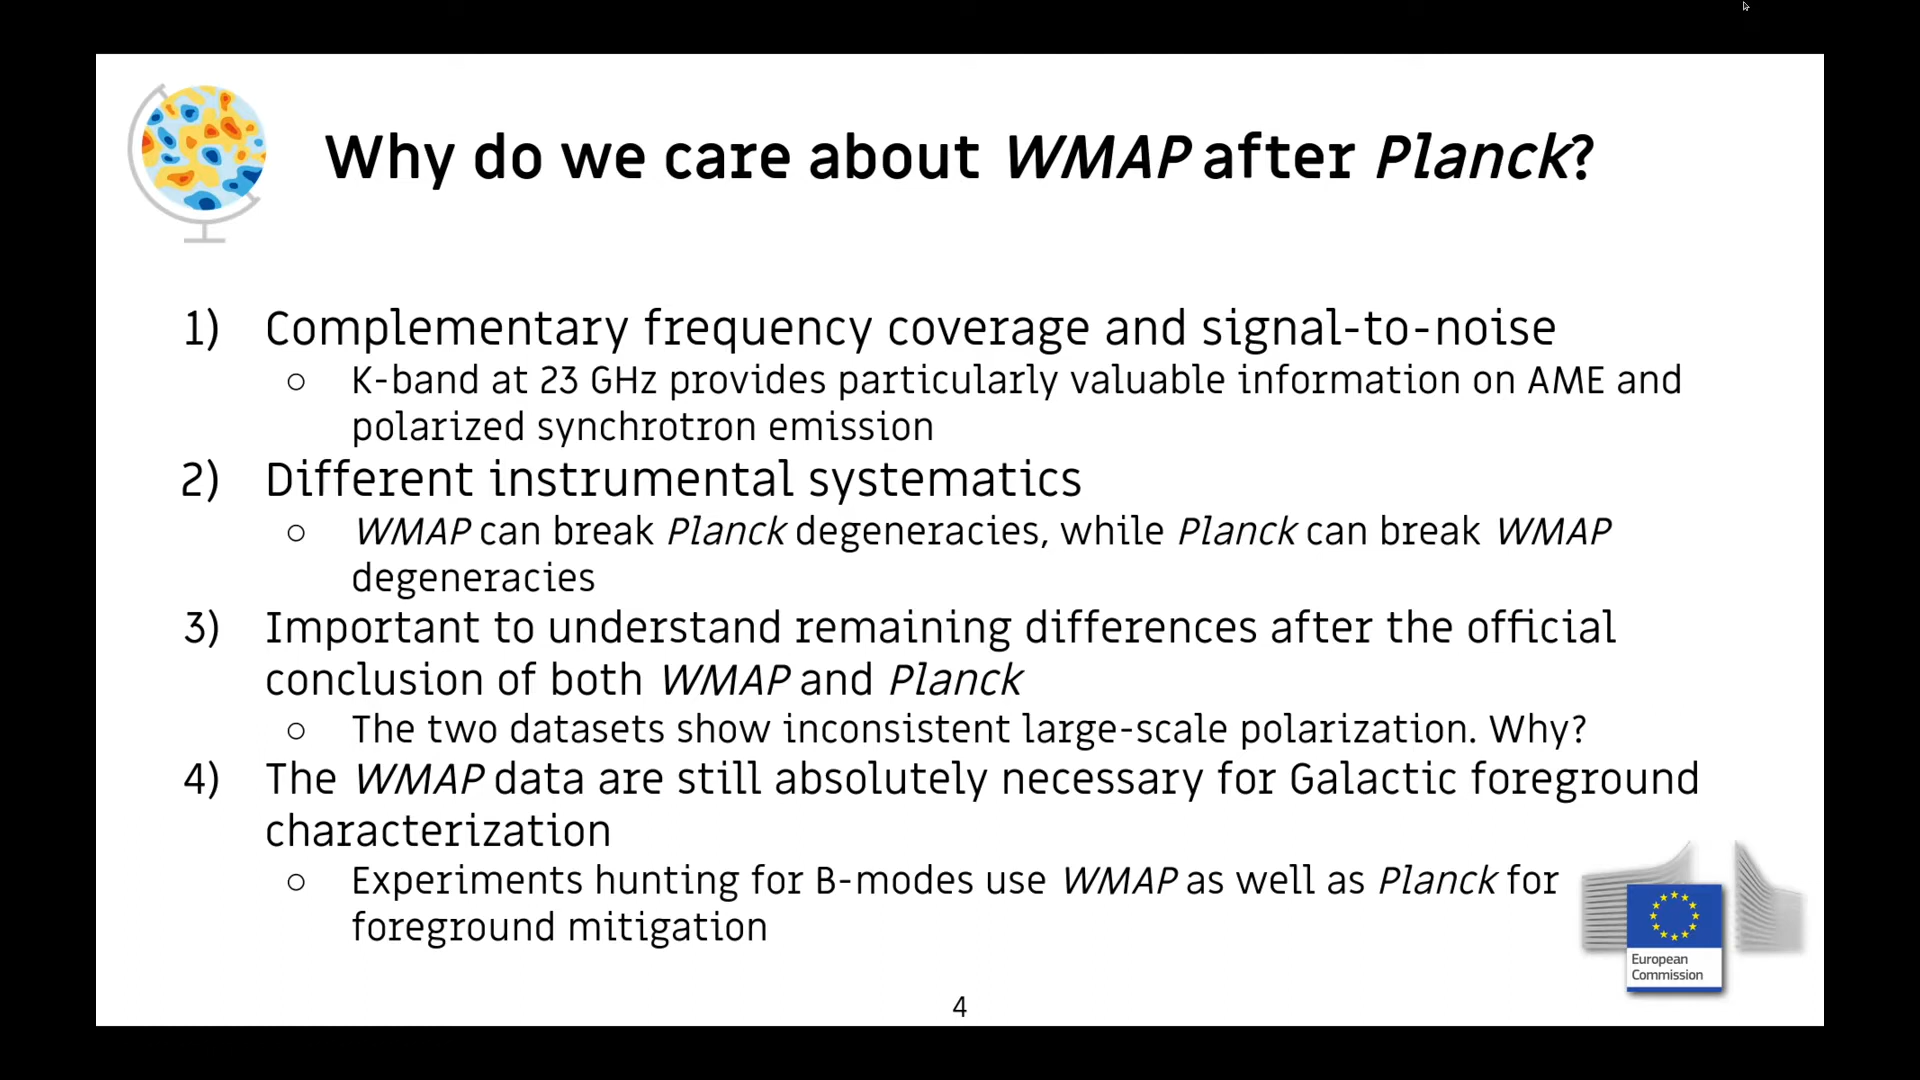 Why do we care about WMAP after Planck?
1) Complementary frequency coverage and signal-to-noise
○ K-band at 23 GHz provides particularly valuable information on AME and
polarized synchrotron emission
2) Different instrumental systematics
○ WMAP can break Planck degeneracies, while Planck can break WMAP
degeneracies
3) Important to understand remaining differences after the official
conclusion of both WMAP and Planck
○ The two datasets show inconsistent large-scale polarization. Why?
4) The WMAP data are still absolutely necessary for Galactic foreground
characterization
○ Experiments hunting for B-modes use WMAP as well as Planck for
foreground mitigation
European
Commission
4